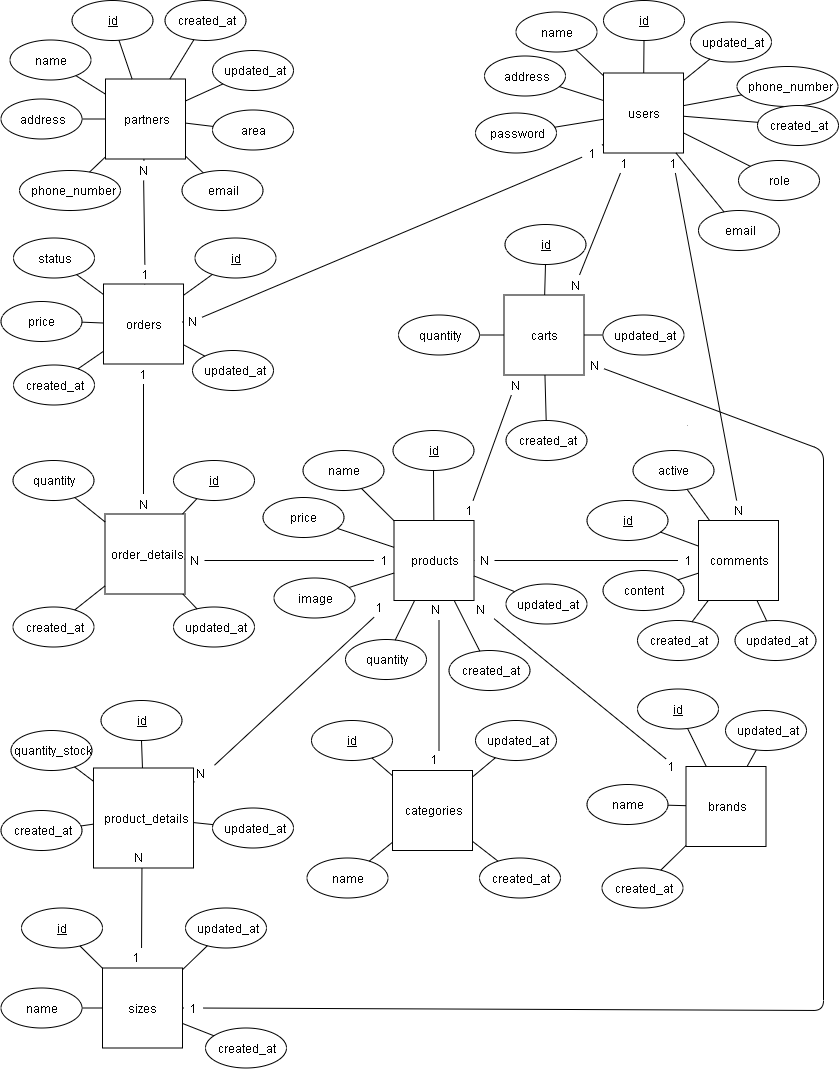 id
created_at
name
updated_at
address
partners
area
phone_number
email
N
1
id
name
updated_at
address
phone_number
users
created_at
password
role
email
1
1
1
status
id
price
orders
N
created_at
updated_at
1
id
N
quantity
carts
updated_at
N
N
created_at
quantity
id
N
order_details
N
created_at
updated_at
id
name
price
1
1
products
N
image
updated_at
quantity
created_at
1
N
N
active
N
id
1
comments
content
created_at
updated_at
id
quantity_stock
N
created_at
product_details
updated_at
N
1
id
updated_at
categories
name
created_at
id
updated_at
1
name
brands
created_at
id
updated_at
1
name
sizes
1
created_at